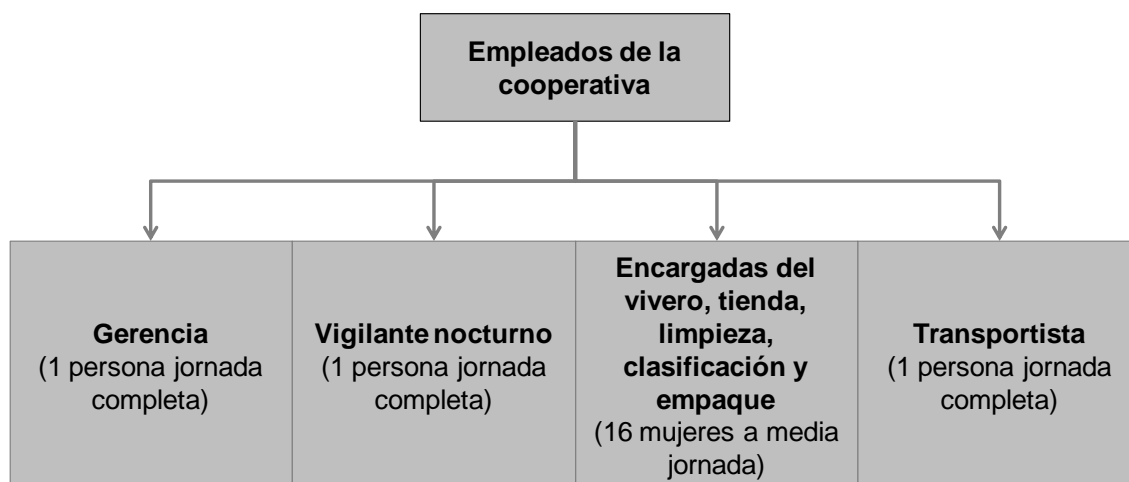 Empleados de la
cooperativa
Gerencia
(1 persona jornada
completa)
Vigilante nocturno
(1 persona jornada
completa)
Encargadas del
vivero, tienda,
limpieza,
clasificación y
empaque
(16 mujeres a media
jornada)
Transportista
(1 persona jornada
completa)